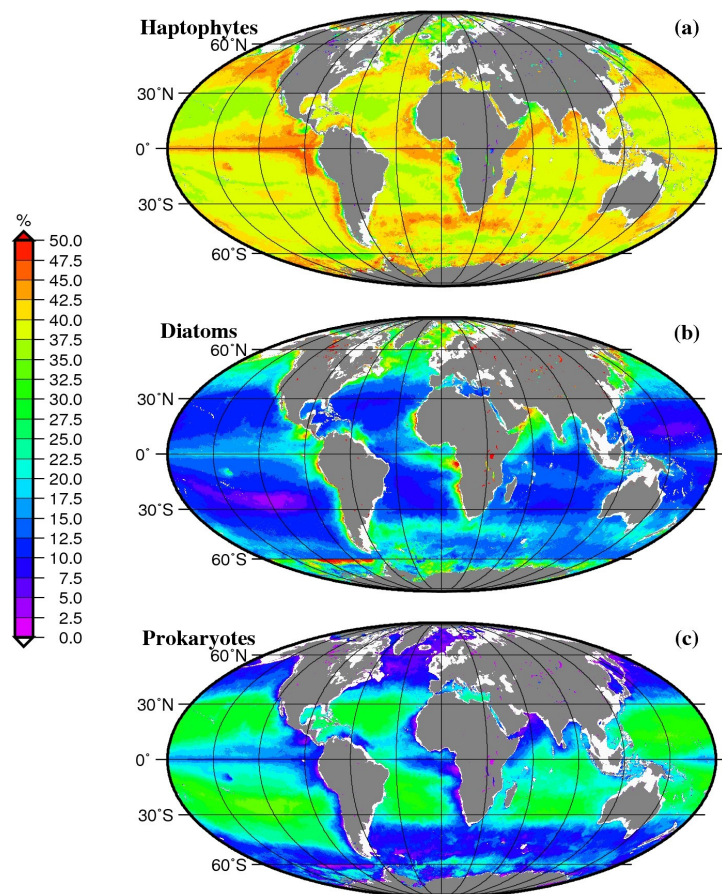 Haptophytes
(a)
60˚N
30˚N
0˚
30˚S
60˚S
%
50.0
47.5
45.0
42.5
40.0
37.5
35.0
32.5
30.0
27.5
25.0
22.5
20.0
17.5
15.0
12.5
10.0
7.5
5.0
2.5
0.0
Diatoms
(b)
60˚N
30˚N
0˚
30˚S
60˚S
Prokaryotes
(c)
60˚N
30˚N
0˚
30˚S
60˚S